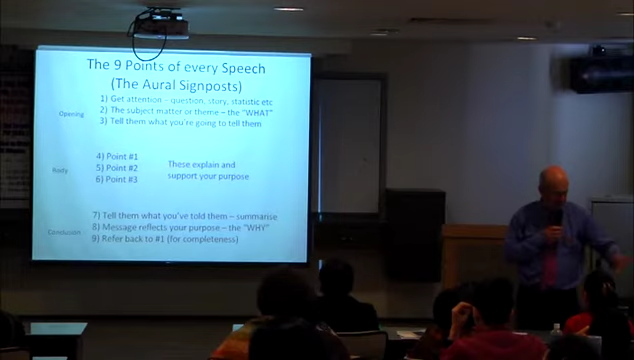 The 9 Points of every Speech
(The Aural Signposts)
1) Get attention – question, story, statistic etc
Opening
2) The subject matter or theme – the "WHAT"
3) Tell them what you're going to tell them
4) Point #1
These explain and
Body
5) Point #2
support your purpose
6) Point #3
7) Tell them what you've told them – summarise
8) Message reflects your purpose – the "WHY"
Conclusion
9) Refer back to #1 (for completeness)